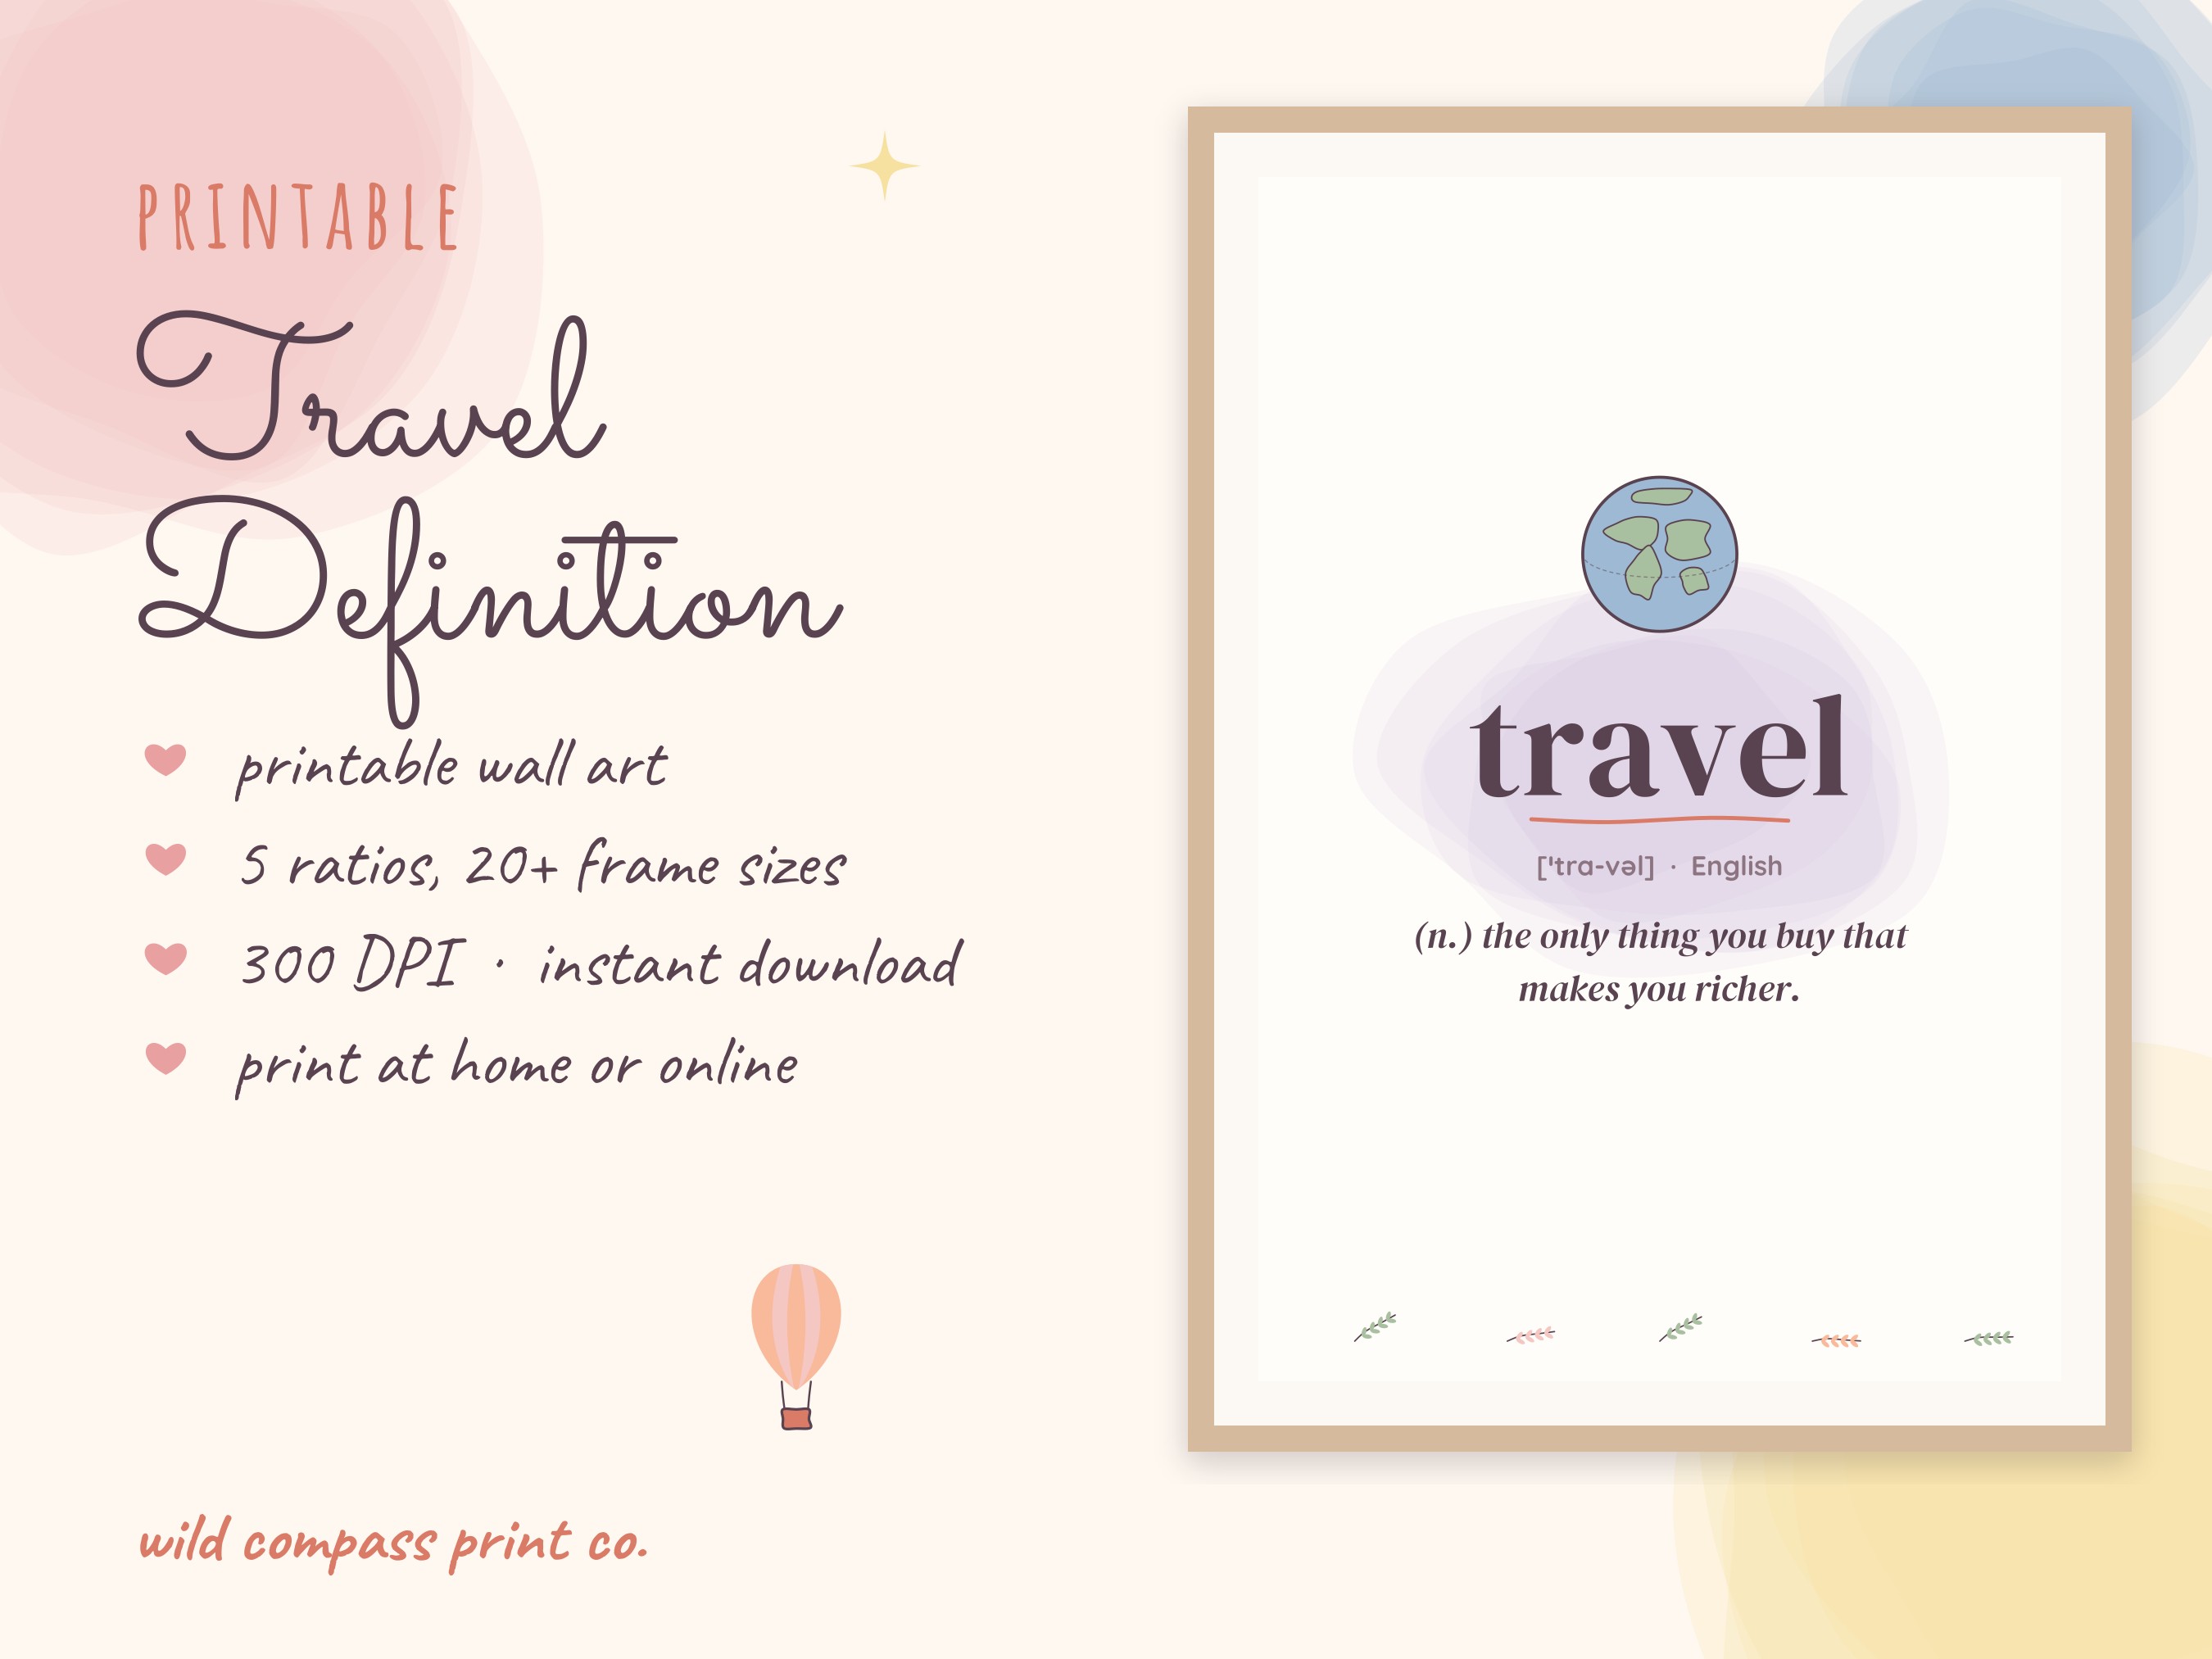 PRINTABLE
Travel
Definition
printable wall art
5 ratios, 20+ frame sizes
300 DPI · instant download
print at home or online
wild compass print co.
travel
['tra-vəl] · English
(n.) the only thing you buy that
makes you richer.